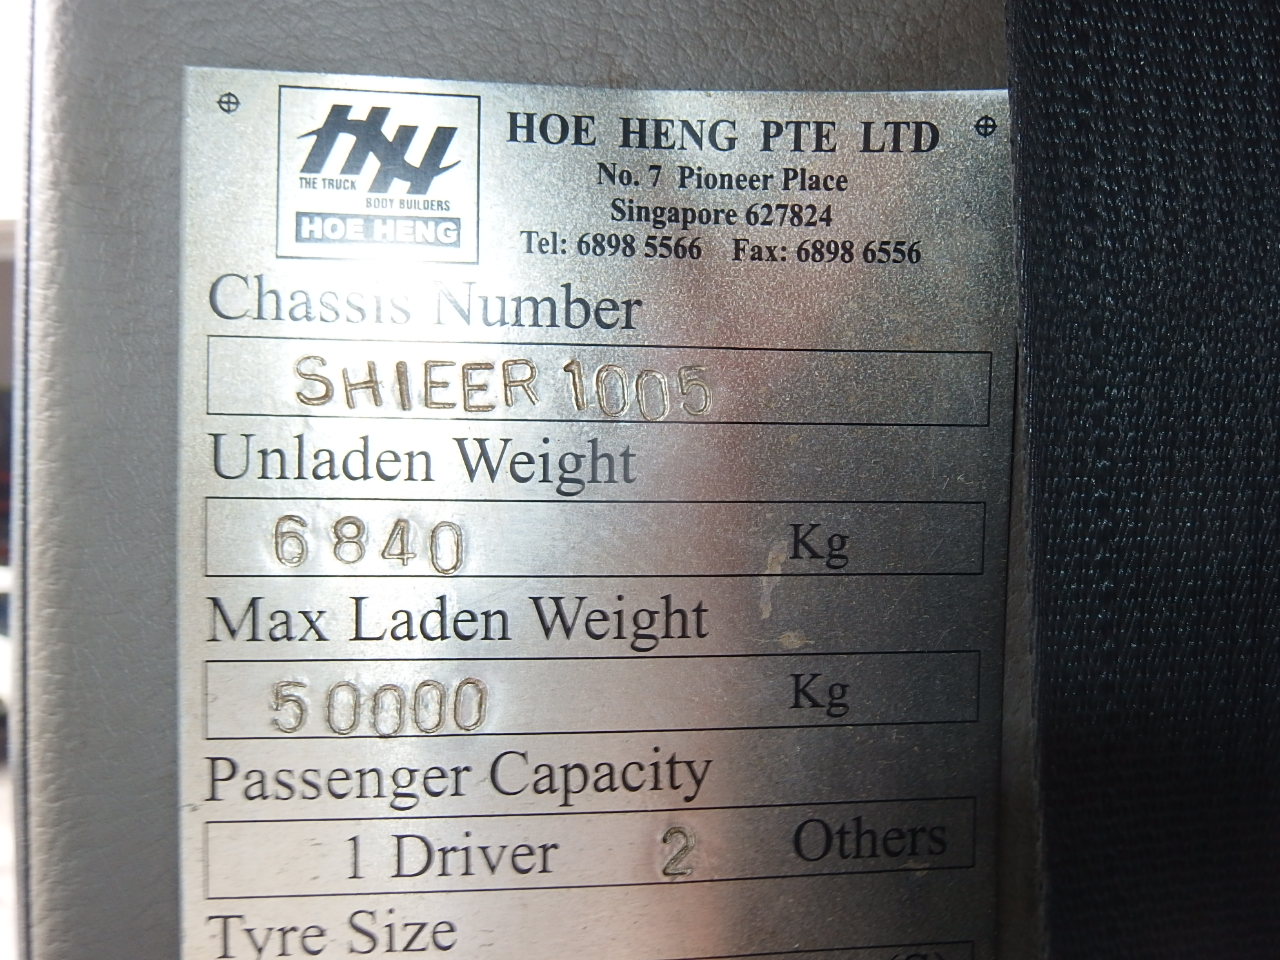 HH
THE TRUCK
BODY BUILDERS
HOE HENG
HOE HENG PTE LTD
No. 7 Pioneer Place
Singapore 627824
Tel: 6898 5566 Fax: 6898 6556
Chassis Number
SHIEER1005
Unladen Weight
6840 Kg
Max Laden Weight
50000 Kg
Passenger Capacity
1 Driver 2 Others
Tyre Size